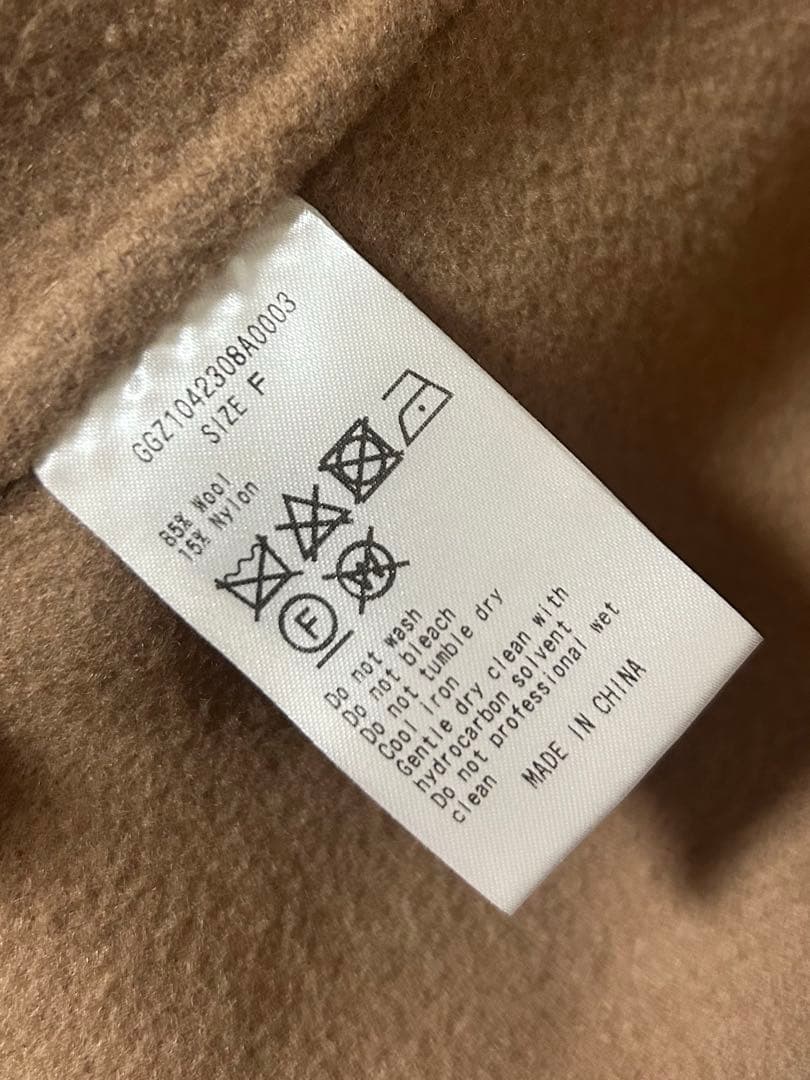 GGZ1042308A0003
SIZE F
85% Wool
15% Nylon
F
W
Do not wash
Do not bleach
Do not tumble dry
Cool iron
Gentle dry clean with
hydrocarbon solvent
Do not professional wet
clean
MADE IN CHINA